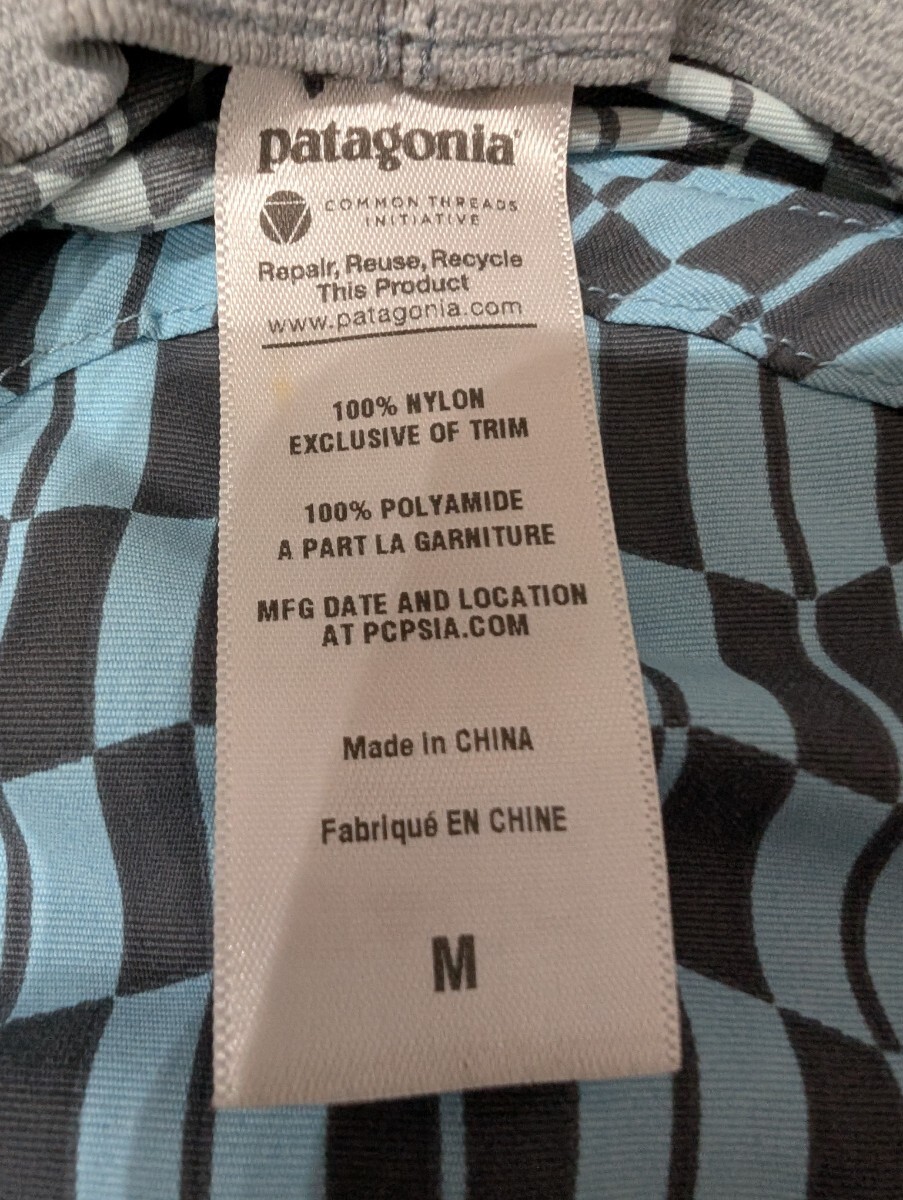 patagonia®
COMMON THREADS
INITIATIVE
Repair, Reuse, Recycle
This Product
www.patagonia.com
100% NYLON
EXCLUSIVE OF TRIM
100% POLYAMIDE
A PART LA GARNITURE
MFG DATE AND LOCATION
AT PCPSIA.COM
Made in CHINA
Fabriqué EN CHINE
M